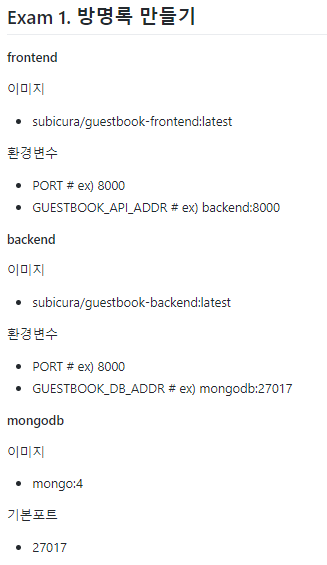 Exam 1. 방명록 만들기
frontend
이미지
• subicura/guestbook-frontend:latest
환경변수
• PORT # ex) 8000
• GUESTBOOK_API_ADDR # ex) backend:8000
backend
이미지
• subicura/guestbook-backend:latest
환경변수
• PORT # ex) 8000
• GUESTBOOK_DB_ADDR # ex) mongodb:27017
mongodb
이미지
• mongo:4
기본포트
• 27017